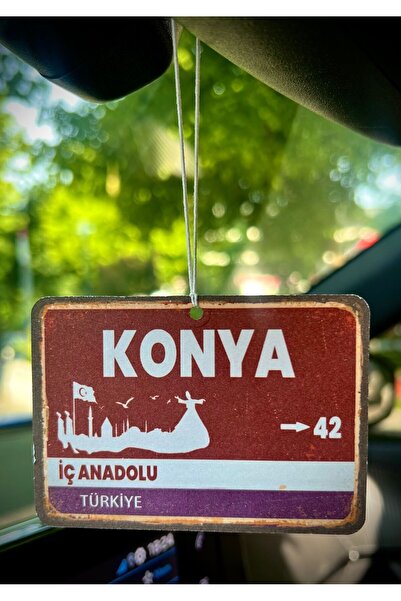 KONYA
→42
İÇ ANADOLU
TÜRKİYE